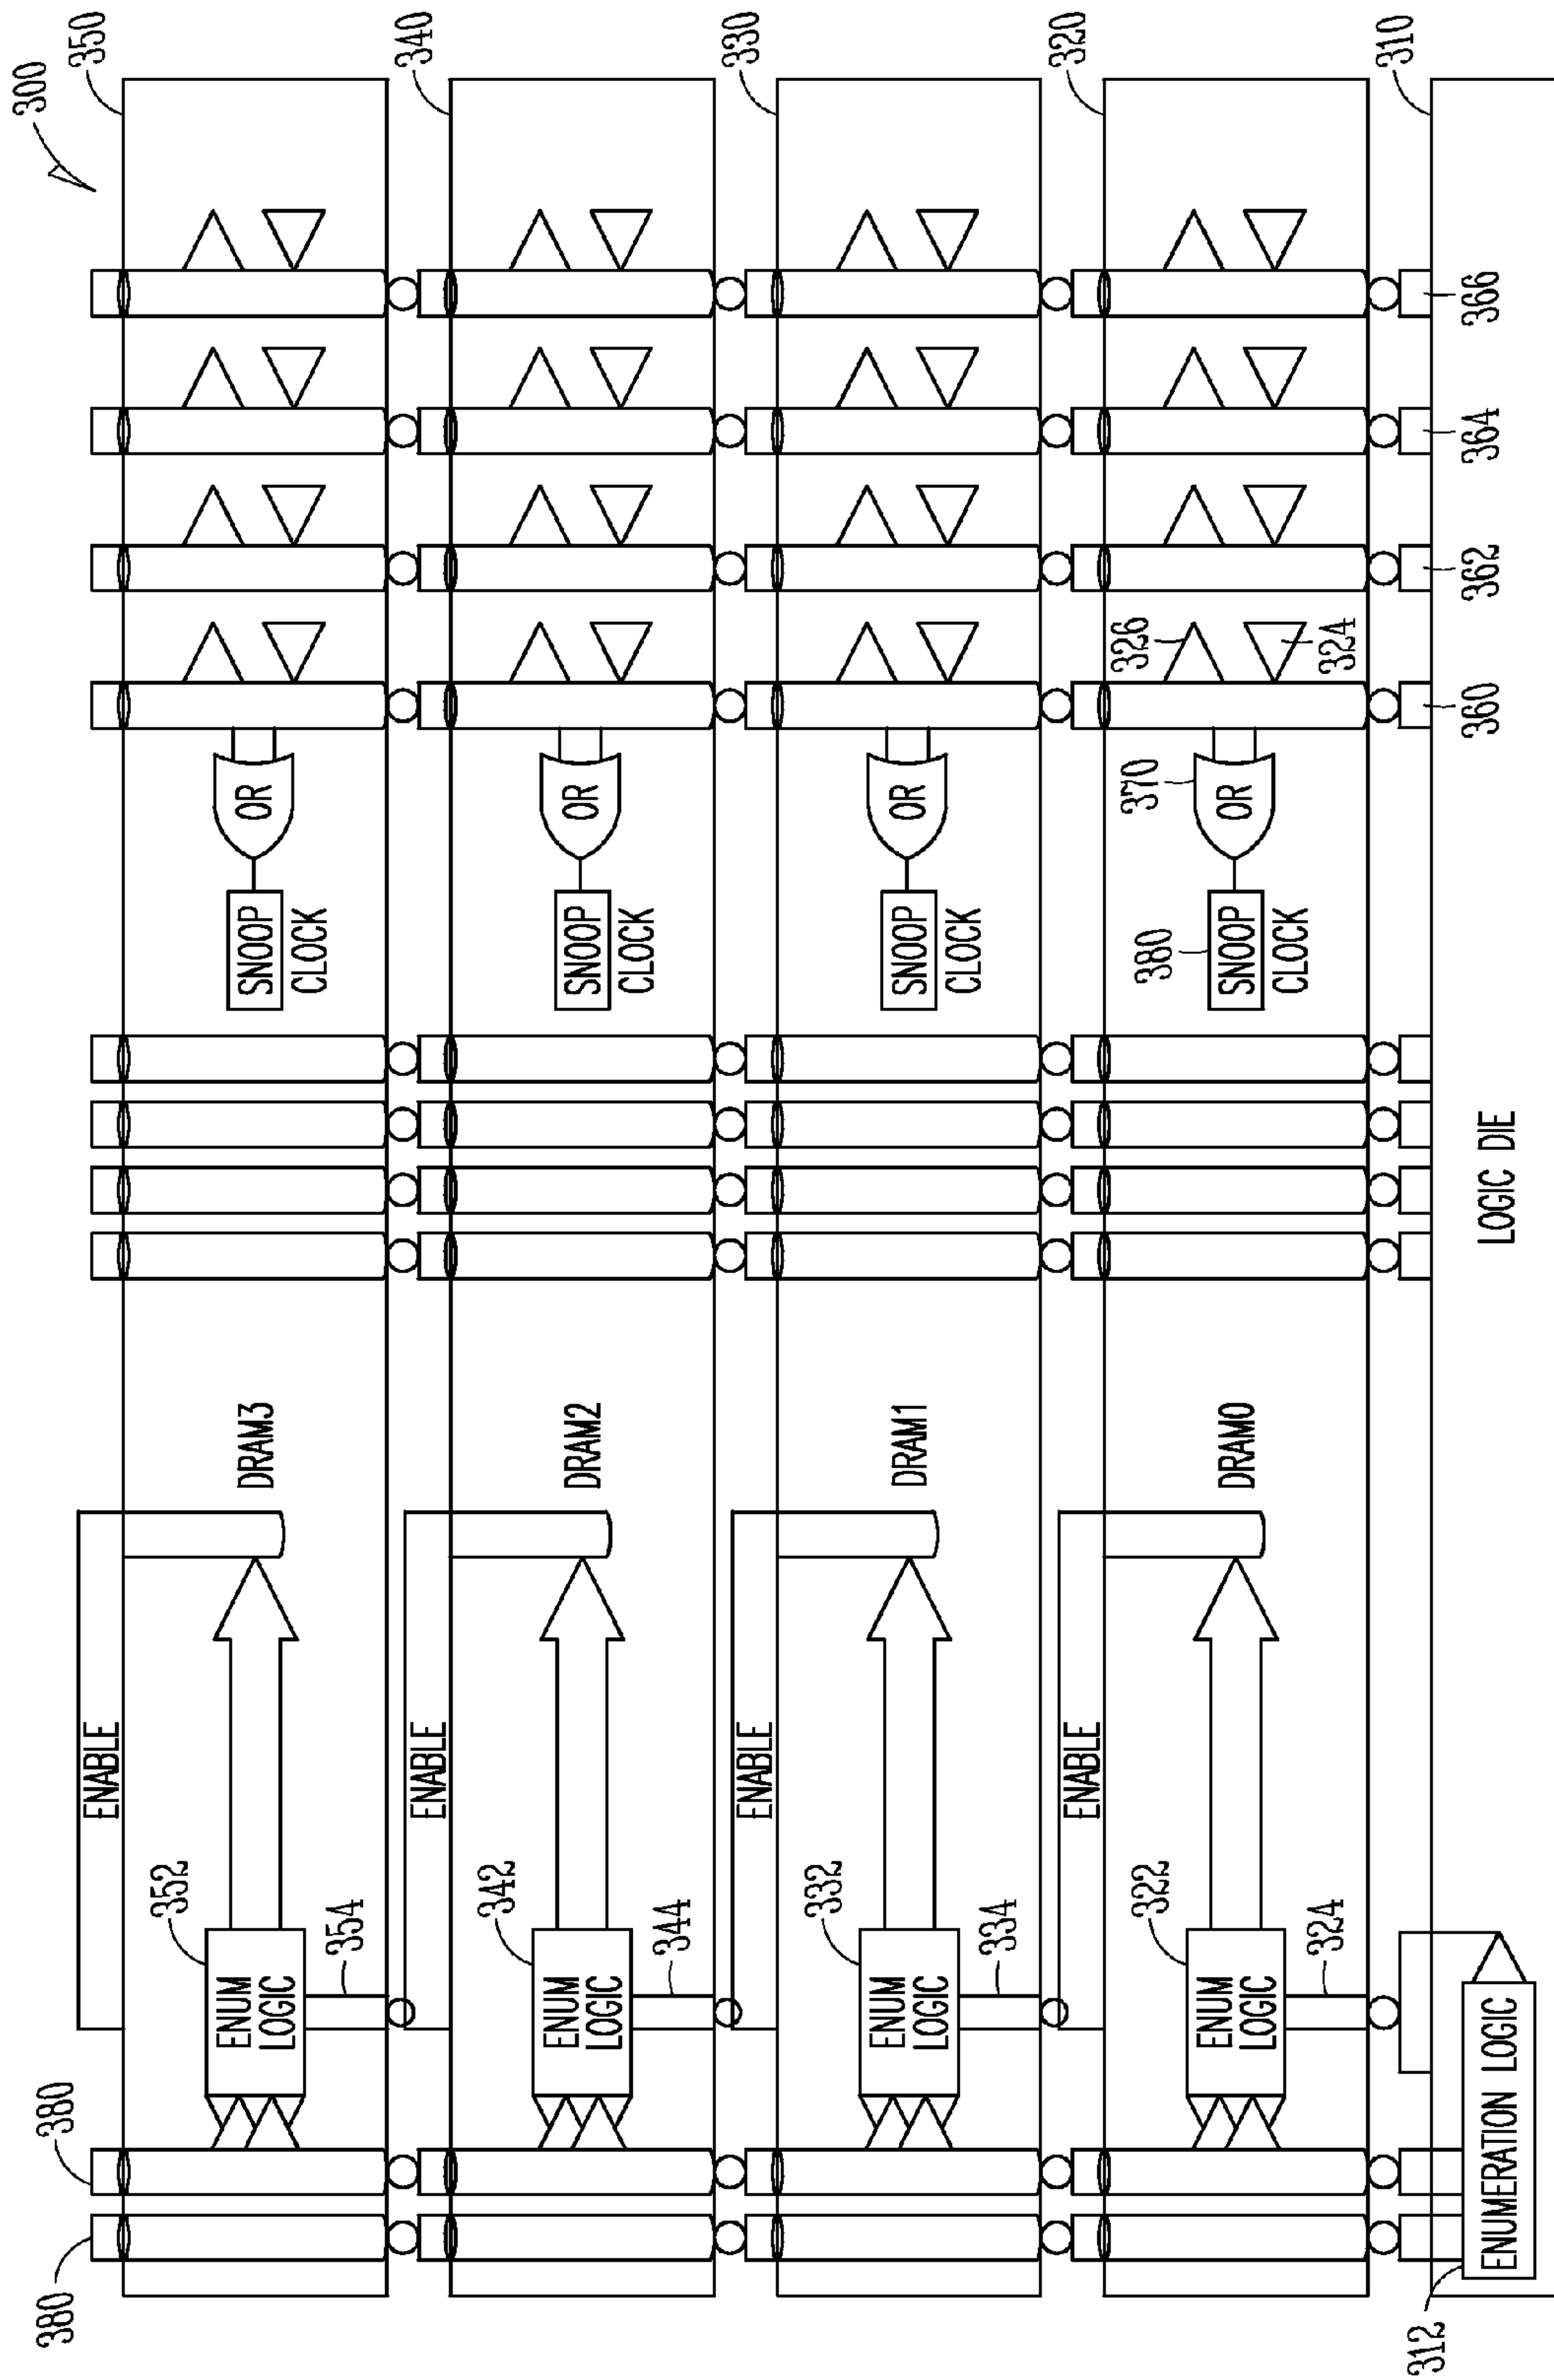 300
350
ENABLE
380
380
352
ENUM
LOGIC
354
DRAM3
SNOOP
CLOCK
OR
340
ENABLE
342
ENUM
LOGIC
344
DRAM2
SNOOP
CLOCK
OR
330
ENABLE
332
ENUM
LOGIC
334
DRAM1
SNOOP
CLOCK
OR
320
ENABLE
322
ENUM
LOGIC
324
DRAM0
380
SNOOP
CLOCK
370
OR
326
324
310
312
ENUMERATION LOGIC
LOGIC DIE
360
362
364
366